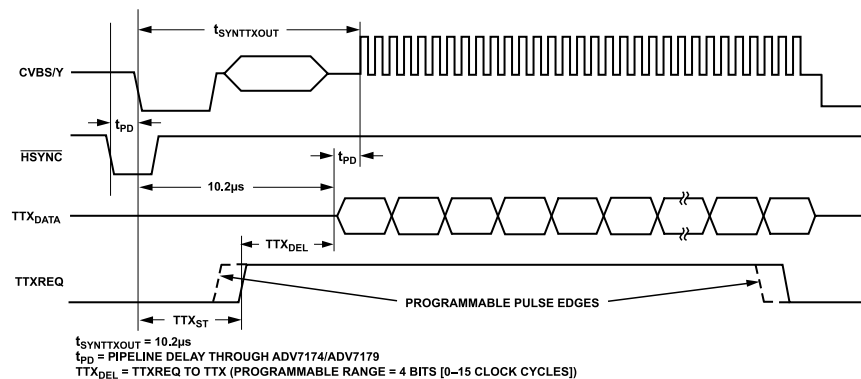 tSYNTTXOUT
CVBS/Y
tPD
HSYNC
tPD
10.2µs
TTXDATA
TTXDEL
TTXREQ
PROGRAMMABLE PULSE EDGES
TTXST
tSYNTTXOUT = 10.2µs
tPD = PIPELINE DELAY THROUGH ADV7174/ADV7179
TTXDEL = TTXREQ TO TTX (PROGRAMMABLE RANGE = 4 BITS [0–15 CLOCK CYCLES])